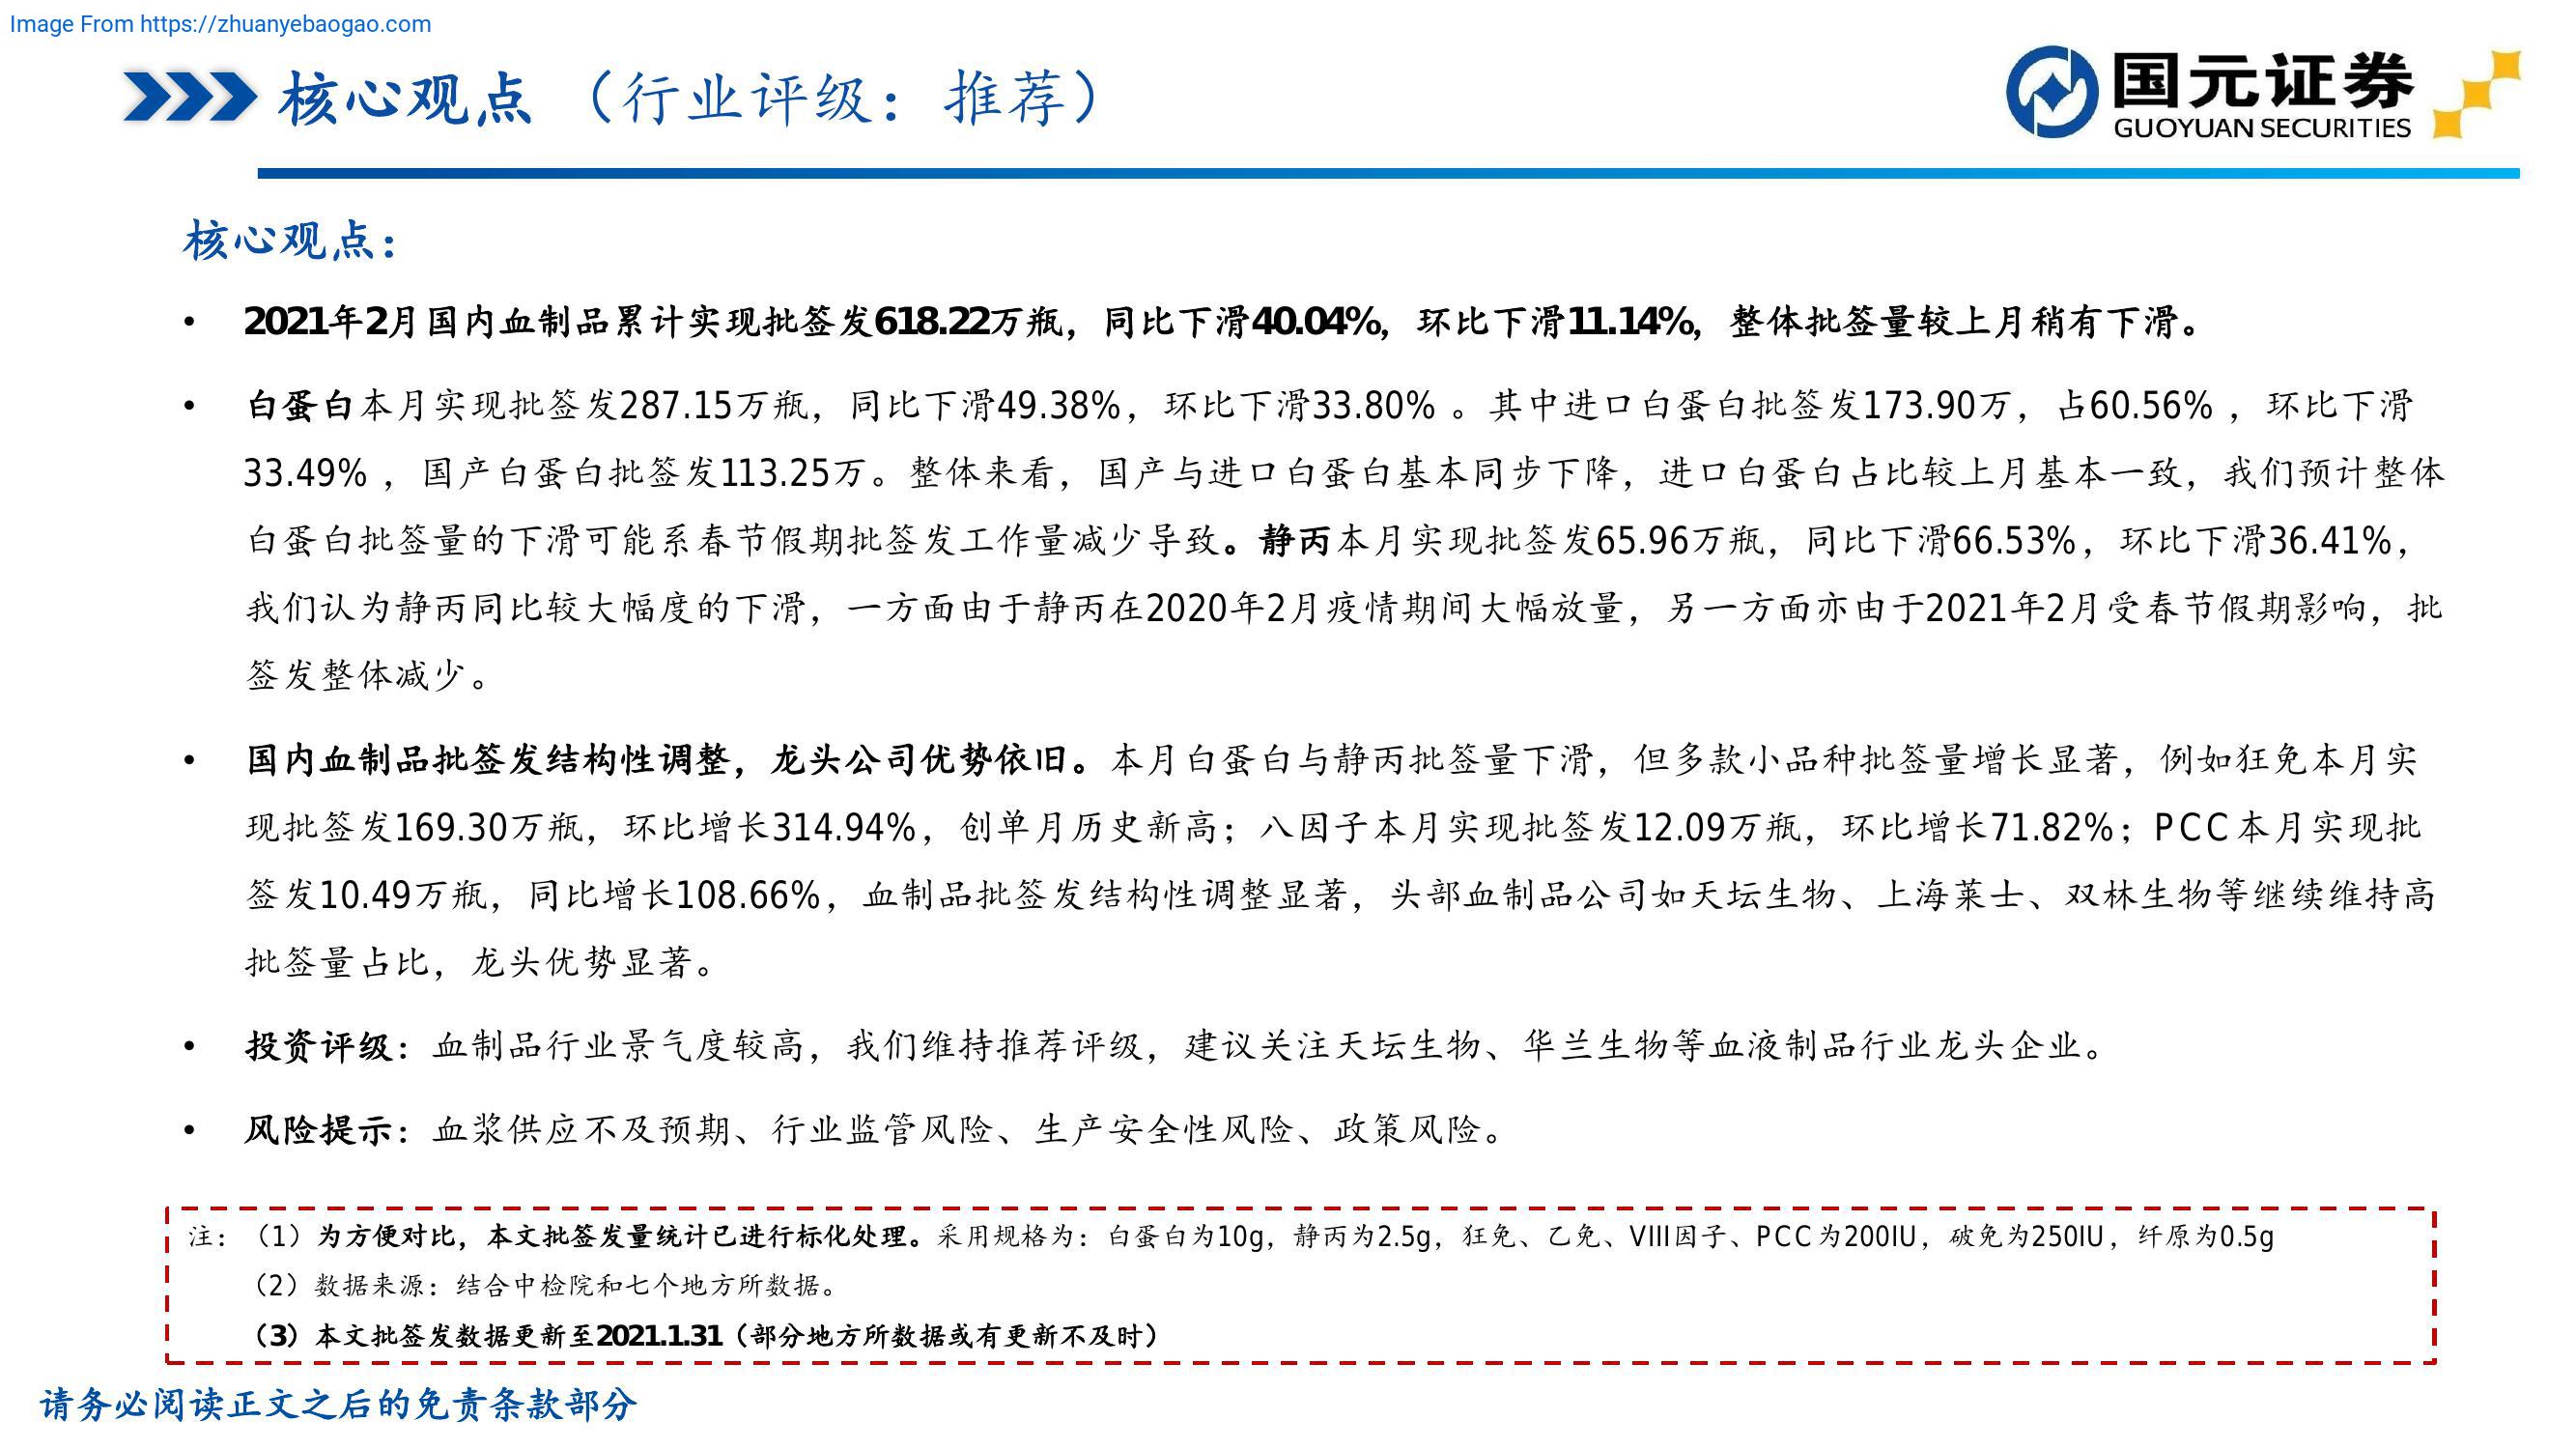 Image From https://zhuanyebaogao.com
核心观点（行业评级：推荐）
国元证券
GUOYUAN SECURITIES
核心观点：
• 2021年2月国内血制品累计实现批签发618.22万瓶，同比下滑40.04%，环比下滑11.14%，整体批签量较上月稍有下滑。
• 白蛋白本月实现批签发287.15万瓶，同比下滑49.38%，环比下滑33.80% 。其中进口白蛋白批签发173.90万，占60.56% ，环比下滑
33.49% ，国产白蛋白批签发113.25万。整体来看，国产与进口白蛋白基本同步下降，进口白蛋白占比较上月基本一致，我们预计整体
白蛋白批签量的下滑可能系春节假期批签发工作量减少导致。静丙本月实现批签发65.96万瓶，同比下滑66.53%，环比下滑36.41%，
我们认为静丙同比较大幅度的下滑，一方面由于静丙在2020年2月疫情期间大幅放量，另一方面亦由于2021年2月受春节假期影响，批
签发整体减少。
• 国内血制品批签发结构性调整，龙头公司优势依旧。本月白蛋白与静丙批签量下滑，但多款小品种批签量增长显著，例如狂免本月实
现批签发169.30万瓶，环比增长314.94%，创单月历史新高；八因子本月实现批签发12.09万瓶，环比增长71.82%；PCC本月实现批
签发10.49万瓶，同比增长108.66%，血制品批签发结构性调整显著，头部血制品公司如天坛生物、上海莱士、双林生物等继续维持高
批签量占比，龙头优势显著。
• 投资评级：血制品行业景气度较高，我们维持推荐评级，建议关注天坛生物、华兰生物等血液制品行业龙头企业。
• 风险提示：血浆供应不及预期、行业监管风险、生产安全性风险、政策风险。
注：（1）为方便对比，本文批签发量统计已进行标化处理。采用规格为：白蛋白为10g，静丙为2.5g，狂免、乙免、VIII因子、PCC为200IU，破免为250IU，纤原为0.5g
（2）数据来源：结合中检院和七个地方所数据。
（3）本文批签发数据更新至2021.1.31（部分地方所数据或有更新不及时）
请务必阅读正文之后的免责条款部分